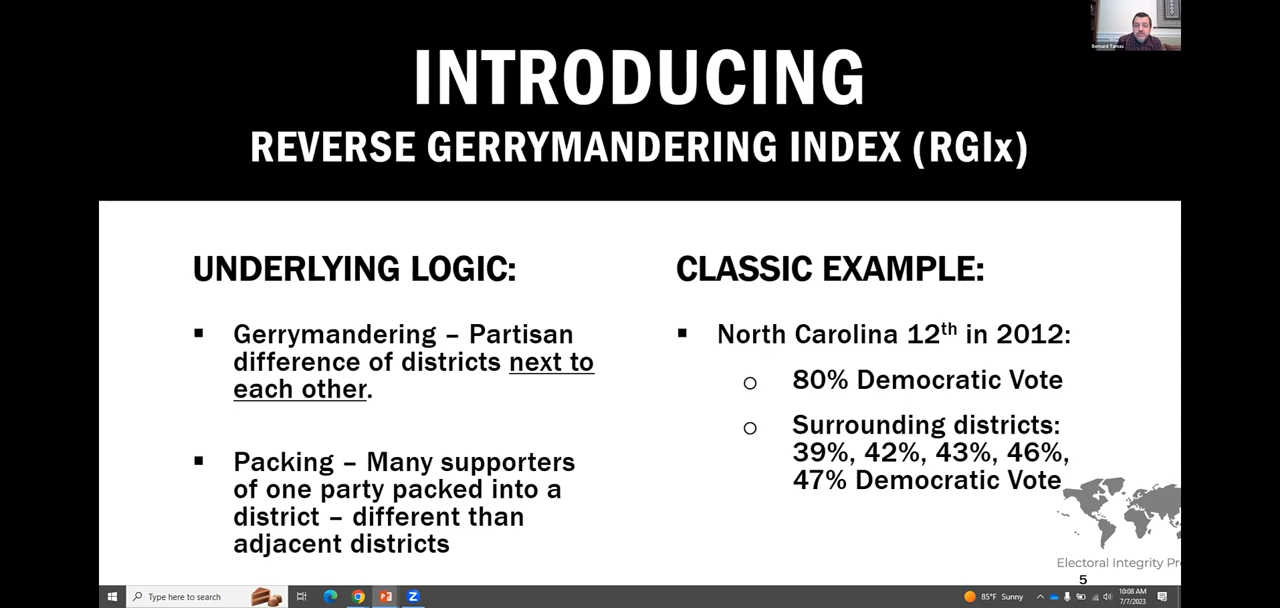 Bernard Tamas
INTRODUCING
REVERSE GERRYMANDERING INDEX (RGIx)
UNDERLYING LOGIC:
▪ Gerrymandering – Partisan
difference of districts next to
each other.
▪ Packing – Many supporters
of one party packed into a
district – different than
adjacent districts
CLASSIC EXAMPLE:
▪ North Carolina 12th in 2012:
o 80% Democratic Vote
o Surrounding districts:
39%, 42%, 43%, 46%,
47% Democratic Vote
Electoral Integrity Pr
5
Type here to search
85°F Sunny
10:08 AM
7/7/2023